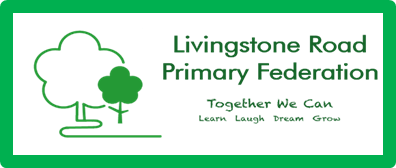 Livingstone Road
Primary Federation
Together We Can
Learn Laugh Dream Grow